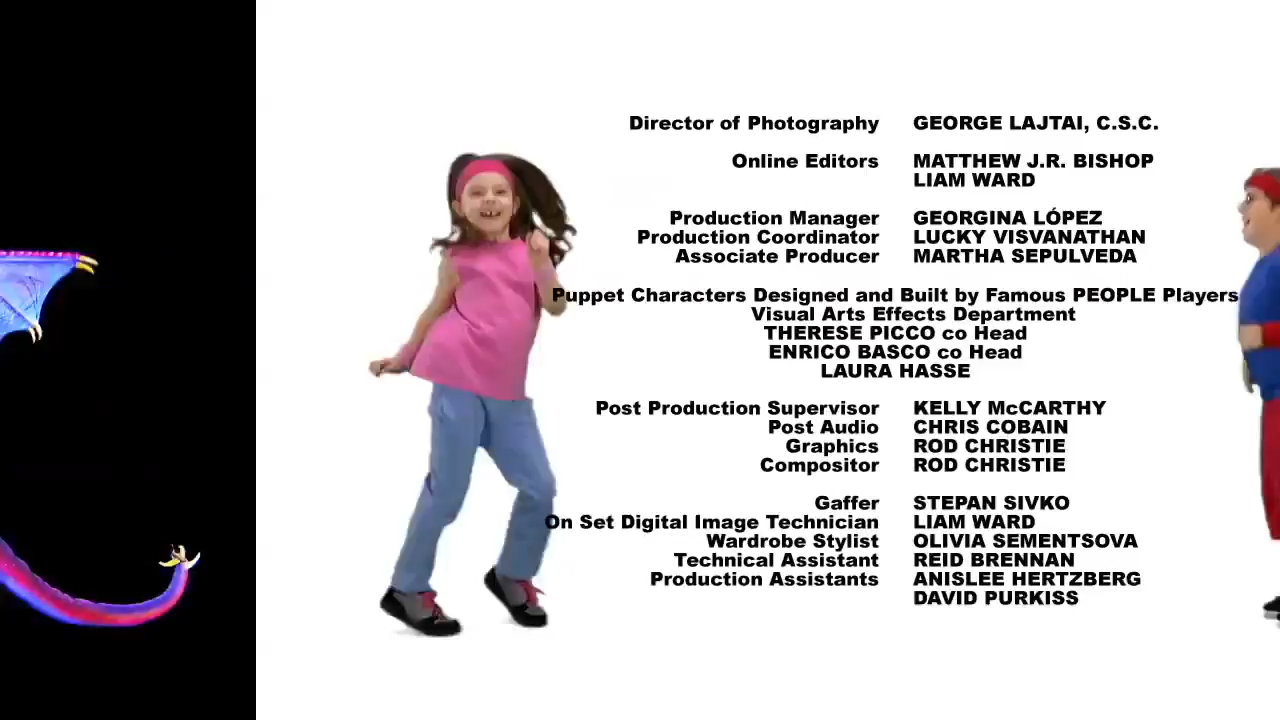 Director of Photography GEORGE LAJTAI, C.S.C.
Online Editors MATTHEW J.R. BISHOP
LIAM WARD
Production Manager GEORGINA LÓPEZ
Production Coordinator LUCKY VISVANATHAN
Associate Producer MARTHA SEPULVEDA
Puppet Characters Designed and Built by Famous PEOPLE Players
Visual Arts Effects Department
THERESE PICCO co Head
ENRICO BASCO co Head
LAURA HASSE
Post Production Supervisor KELLY McCARTHY
Post Audio CHRIS COBAIN
Graphics ROD CHRISTIE
Compositor ROD CHRISTIE
Gaffer STEPAN SIVKO
On Set Digital Image Technician LIAM WARD
Wardrobe Stylist OLIVIA SEMENTSOVA
Technical Assistant REID BRENNAN
Production Assistants ANISLEE HERTZBERG
DAVID PURKISS